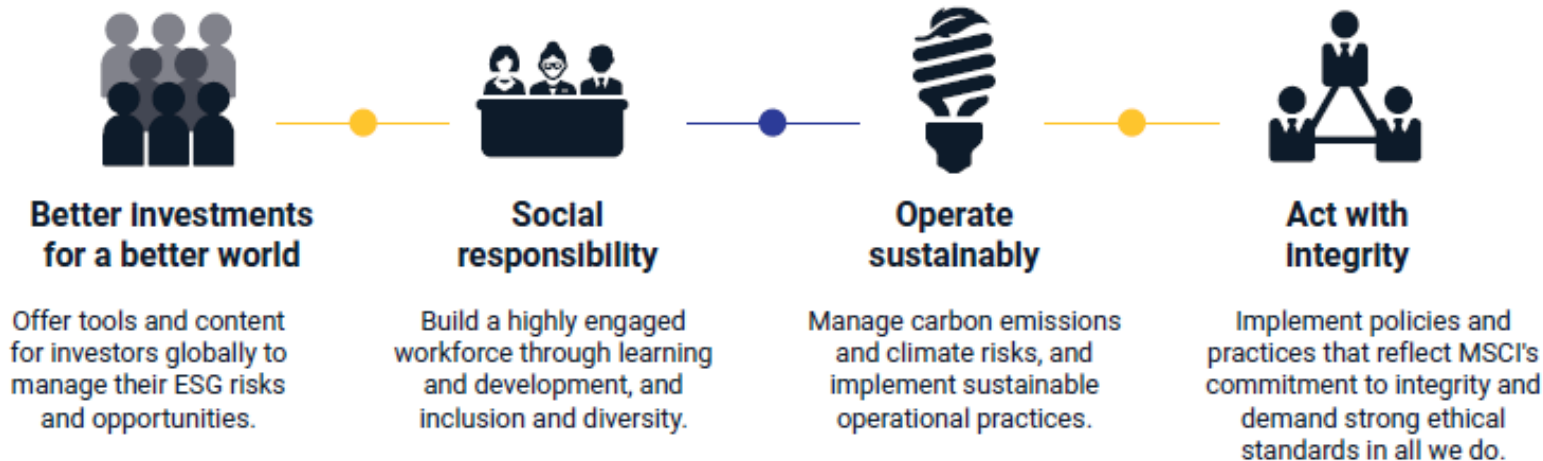 Better investments
for a better world
Offer tools and content
for investors globally to
manage their ESG risks
and opportunities.
Social
responsibility
Build a highly engaged
workforce through learning
and development, and
inclusion and diversity.
Operate
sustainably
Manage carbon emissions
and climate risks, and
implement sustainable
operational practices.
Act with
integrity
Implement policies and
practices that reflect MSCI's
commitment to integrity and
demand strong ethical
standards in all we do.